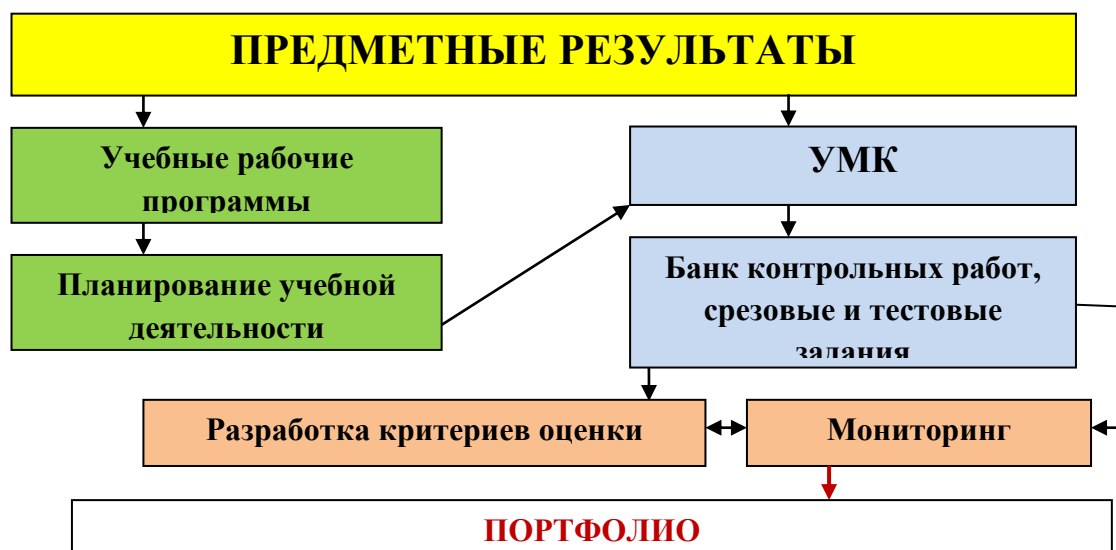 ПРЕДМЕТНЫЕ РЕЗУЛЬТАТЫ
Учебные рабочие
программы
УМК
Планирование учебной
деятельности
Банк контрольных работ,
срезовые и тестовые
задания
Разработка критериев оценки
Мониторинг
ПОРТФОЛИО